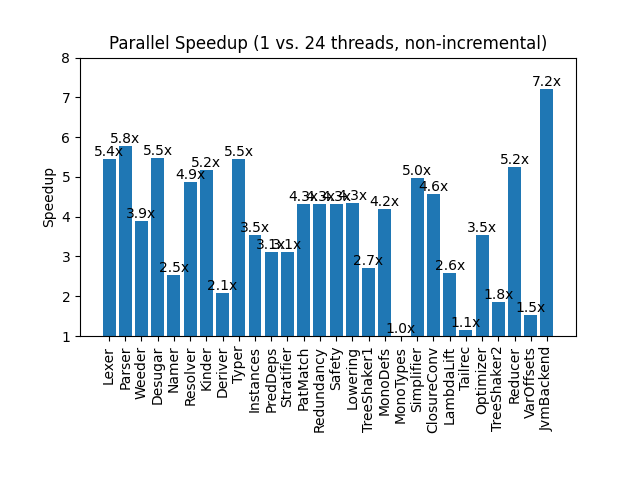 Parallel Speedup (1 vs. 24 threads, non-incremental)
Speedup
8
7
6
5
4
3
2
1
5.4x
5.8x
3.9x
5.5x
2.5x
4.9x
5.2x
2.1x
5.5x
3.5x
3.1x
3.1x
4.3x
4.3x
4.3x
4.3x
2.7x
4.2x
1.0x
5.0x
4.6x
2.6x
1.1x
3.5x
1.8x
5.2x
1.5x
7.2x
Lexer
Parser
Weeder
Desugar
Namer
Resolver
Kinder
Deriver
Typer
Instances
PredDeps
Stratifier
PatMatch
Redundancy
Safety
Lowering
TreeShaker1
MonoDefs
MonoTypes
Simplifier
ClosureConv
LambdaLift
Tailrec
Optimizer
TreeShaker2
Reducer
VarOffsets
JvmBackend